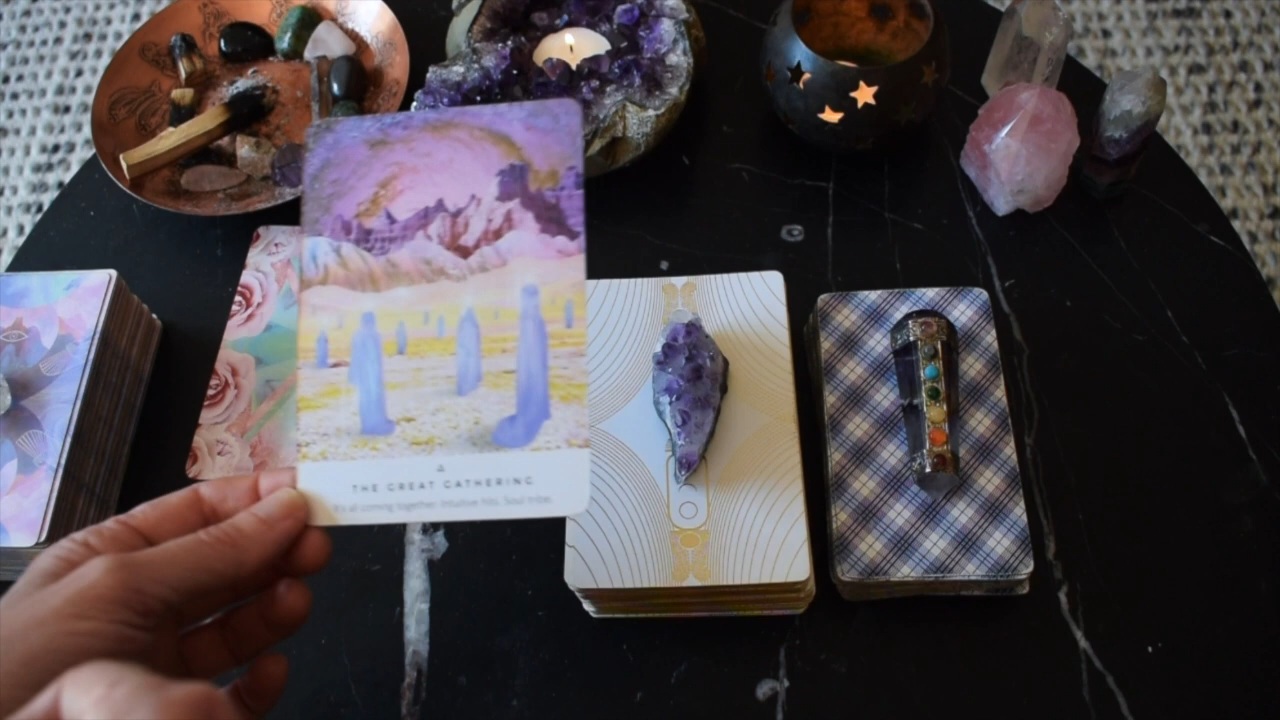 THE GREAT GATHERING
It's all coming together. Intuitive hits. Soul tribe.